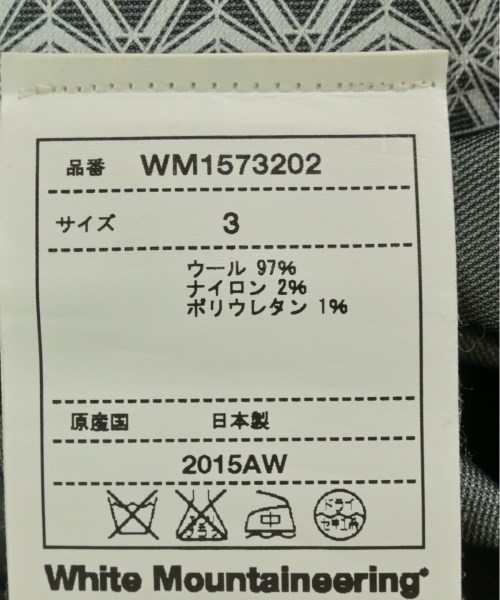 品番 WM1573202
サイズ 3
ウール 97%
ナイロン 2%
ポリウレタン 1%
原産国 日本製
2015AW
中 ドライ
セキユ系
White Mountaineering®